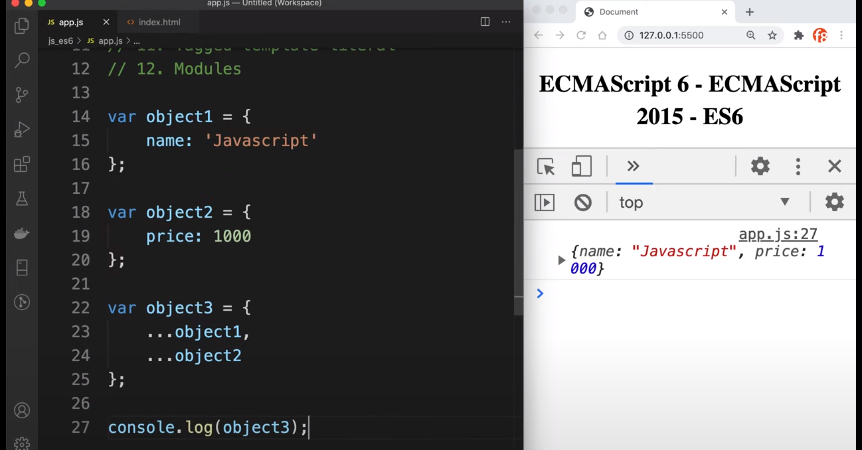 app.js — Untitled (Workspace)
JS app.js ×
<> index.html
js_es6 > JS app.js > ...
11 // 11. Tagged template literal
12 // 12. Modules
13
14 var object1 = {
15 name: 'Javascript'
16 };
17
18 var object2 = {
19 price: 1000
20 };
21
22 var object3 = {
23 ...object1,
24 ...object2
25 };
26
27 console.log(object3);
Document
127.0.0.1:5500
ECMAScript 6 - ECMAScript
2015 - ES6
top
app.js:27
{name: "Javascript", price: 1
000}